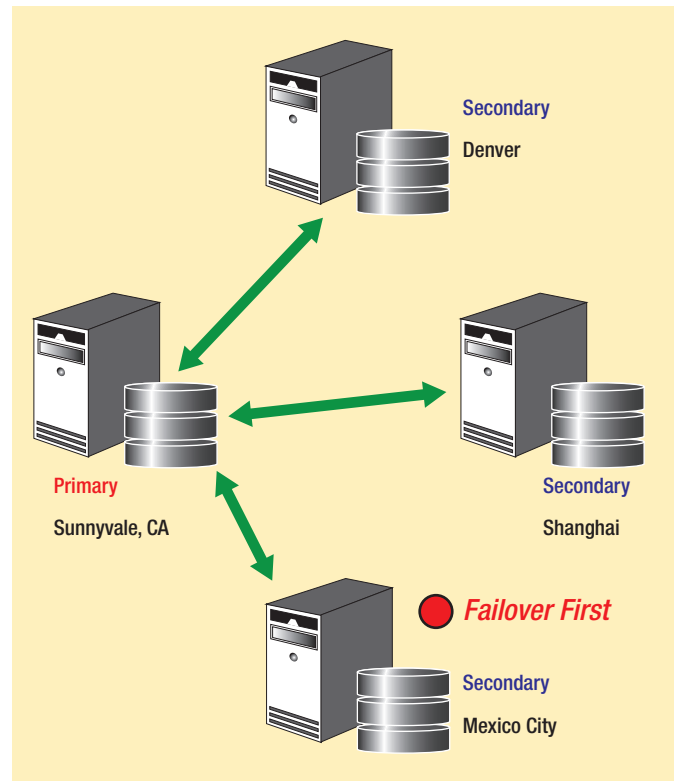 Secondary
Denver
Primary
Sunnyvale, CA
Secondary
Shanghai
Failover First
Secondary
Mexico City